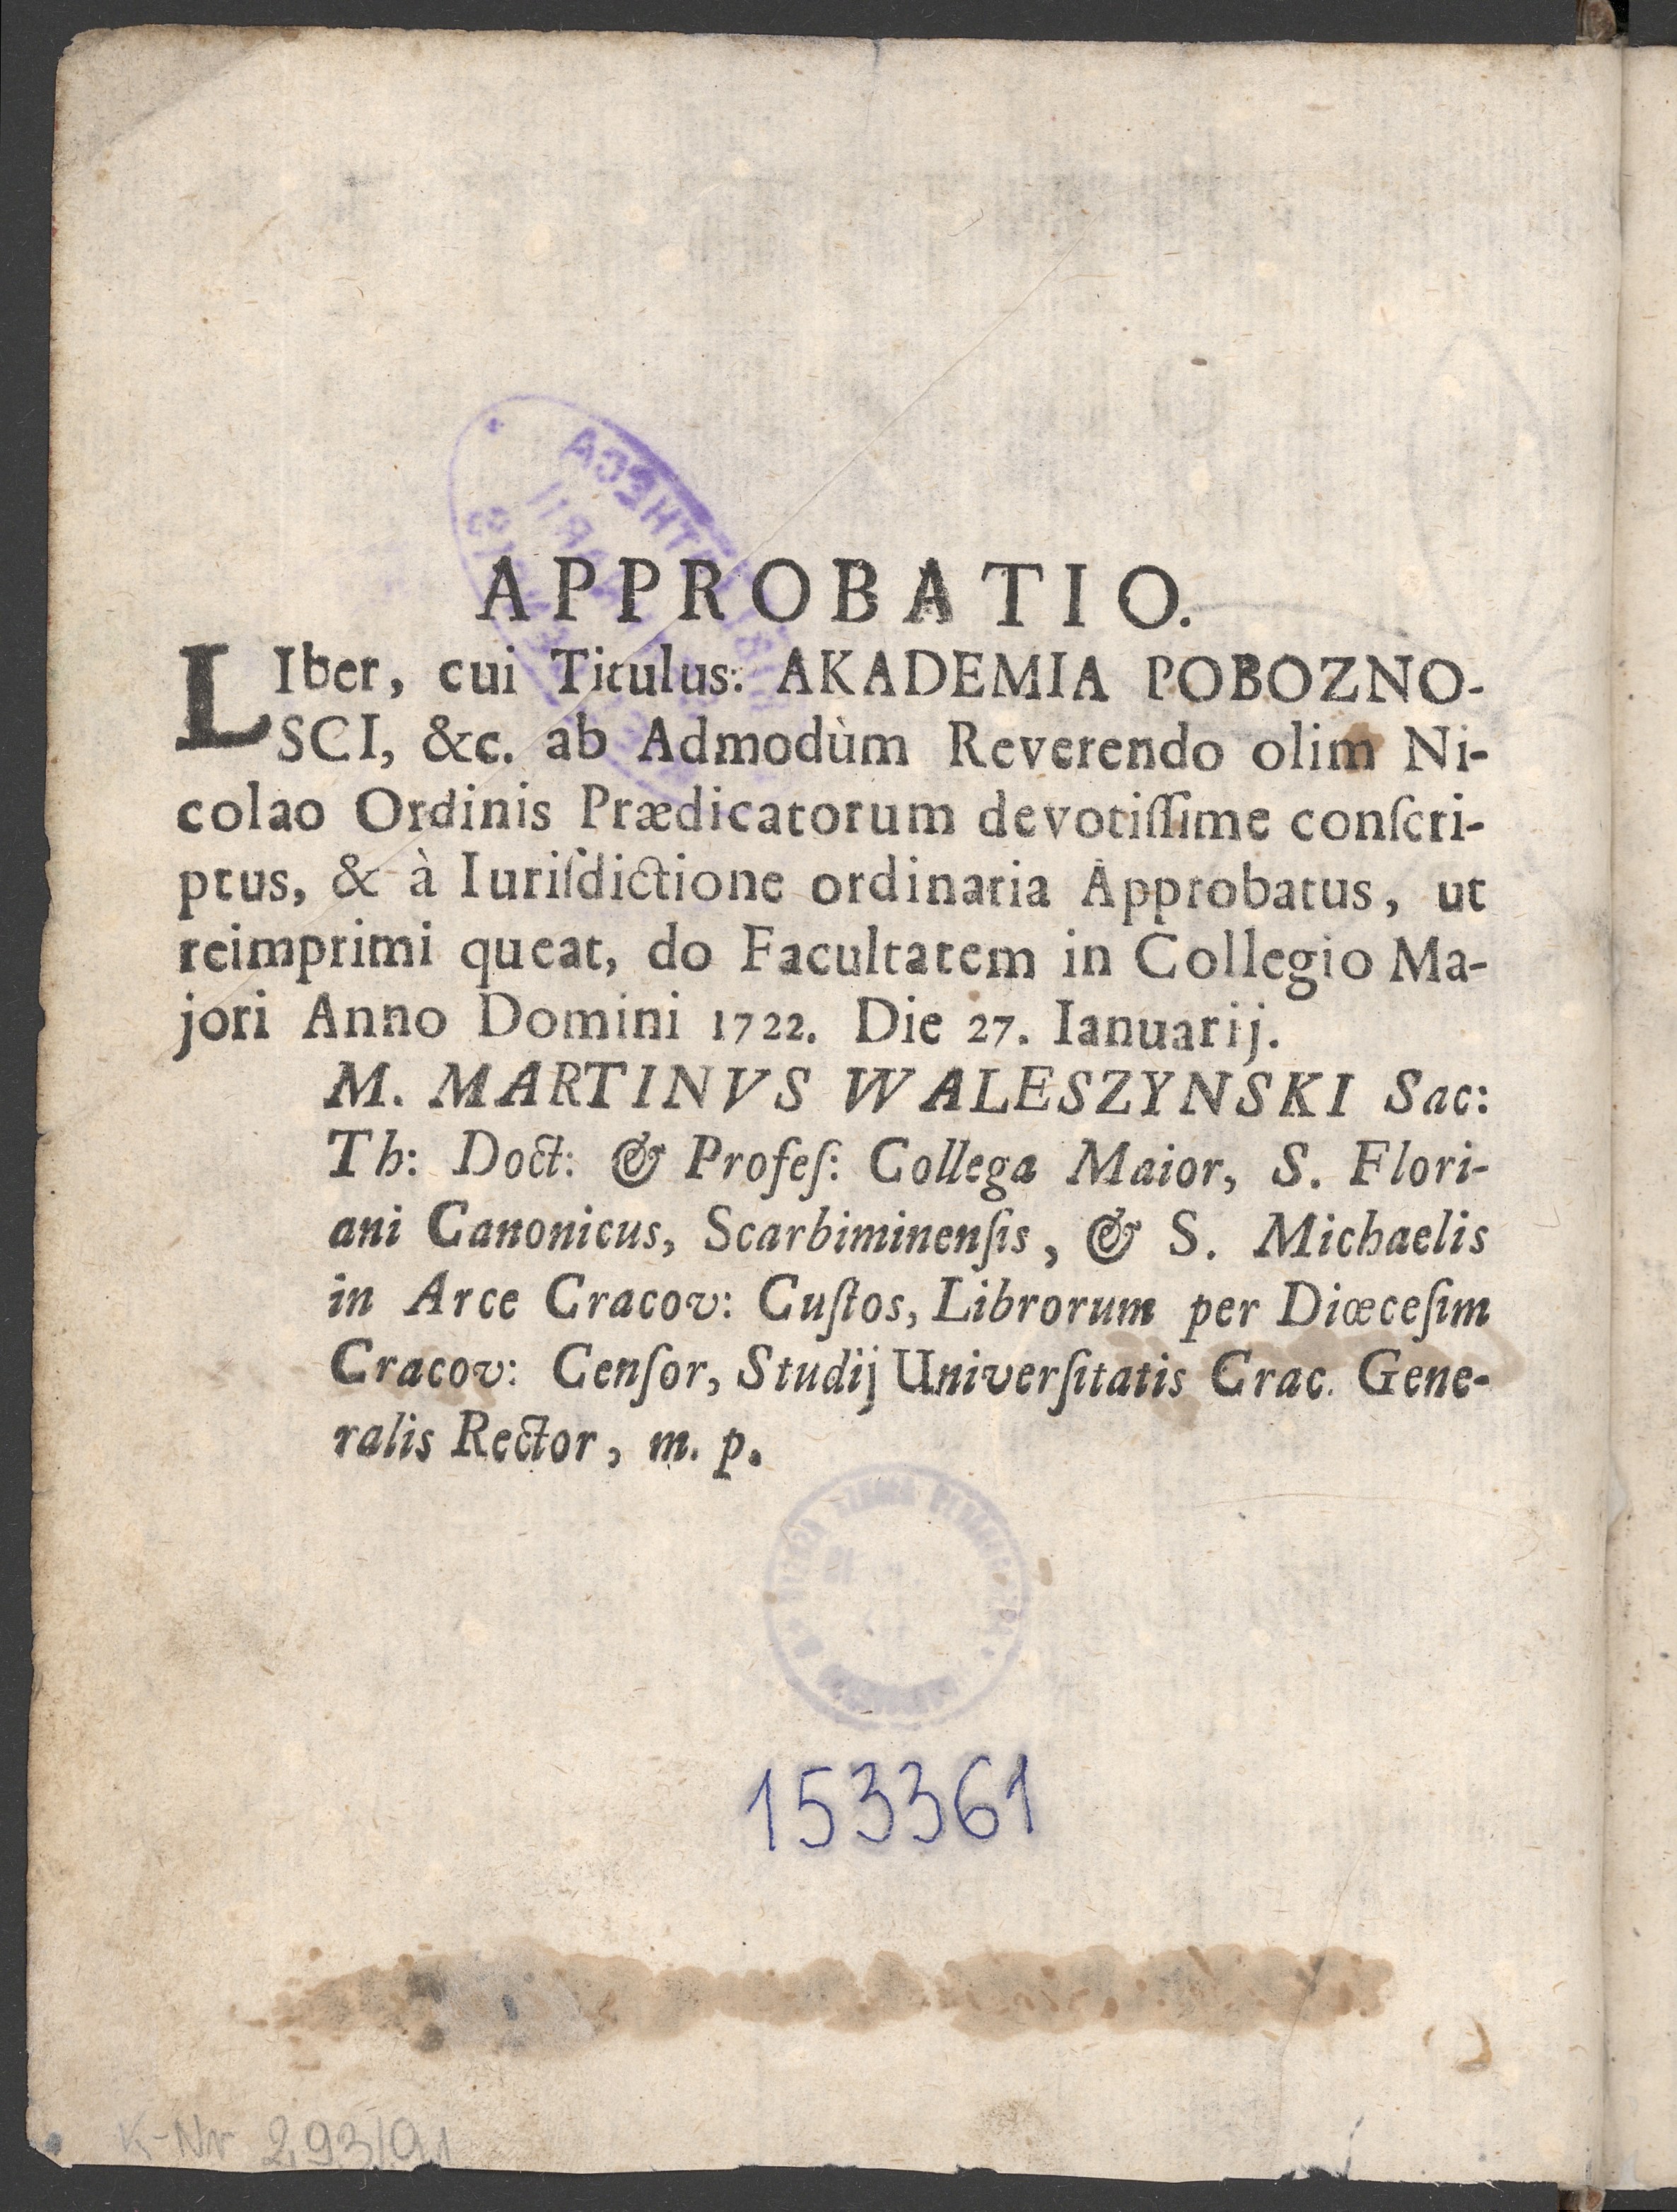 APPROBATIO.
LIber, cui Titulus: AKADEMIA POBOZNO-
SCI, &c. ab Admodùm Reverendo olim Ni-
colao Ordinis Prædicatorum devotiſſime conſcri-
ptus, & à Iuriſdictione ordinaria Approbatus, ut
reimprimi queat, do Facultatem in Collegio Ma-
jori Anno Domini 1722. Die 27. Ianuarij.
M. MARTINVS WALESZYNSKI Sac:
Th: Doct: & Profeſ: Collega Maior, S. Flori-
ani Canonicus, Scarbiminenſis, & S. Michaelis
in Arce Cracov: Cuſtos, Librorum per Diœceſim
Cracov: Cenſor, Studij Univerſitatis Crac. Gene-
ralis Rector, m. p.
153361
K-Nr 293/91